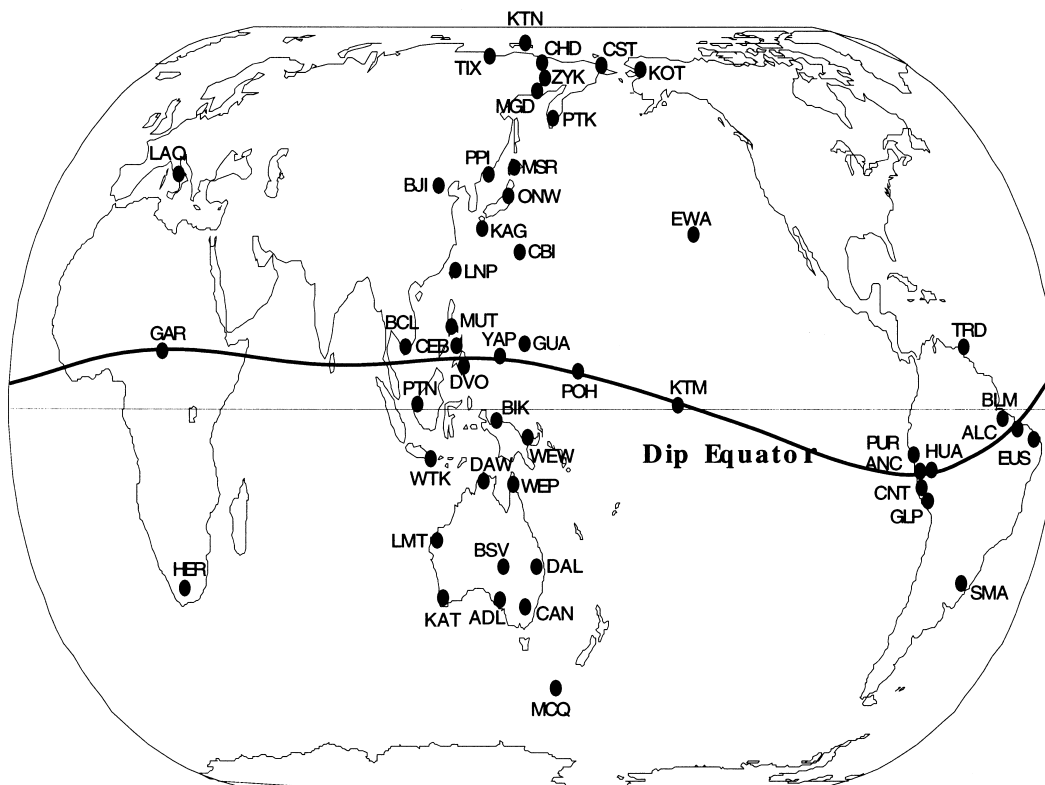 KTN
CHD
CST
TIX
ZYK
KOT
MGD
PTK
LAQ
PPI
MSR
BJI
ONW
EWA
KAG
CBI
LNP
BCL
MUT
GAR
CEB
YAP
GUA
TRD
DVO
POH
KTM
PTN
BIK
BLM
ALC
PUR
HUA
EUS
Dip Equator
WEW
WTK
DAW
ANC
WEP
CNT
GLP
LMT
BSV
DAL
HER
SMA
KAT
ADL
CAN
MCQ